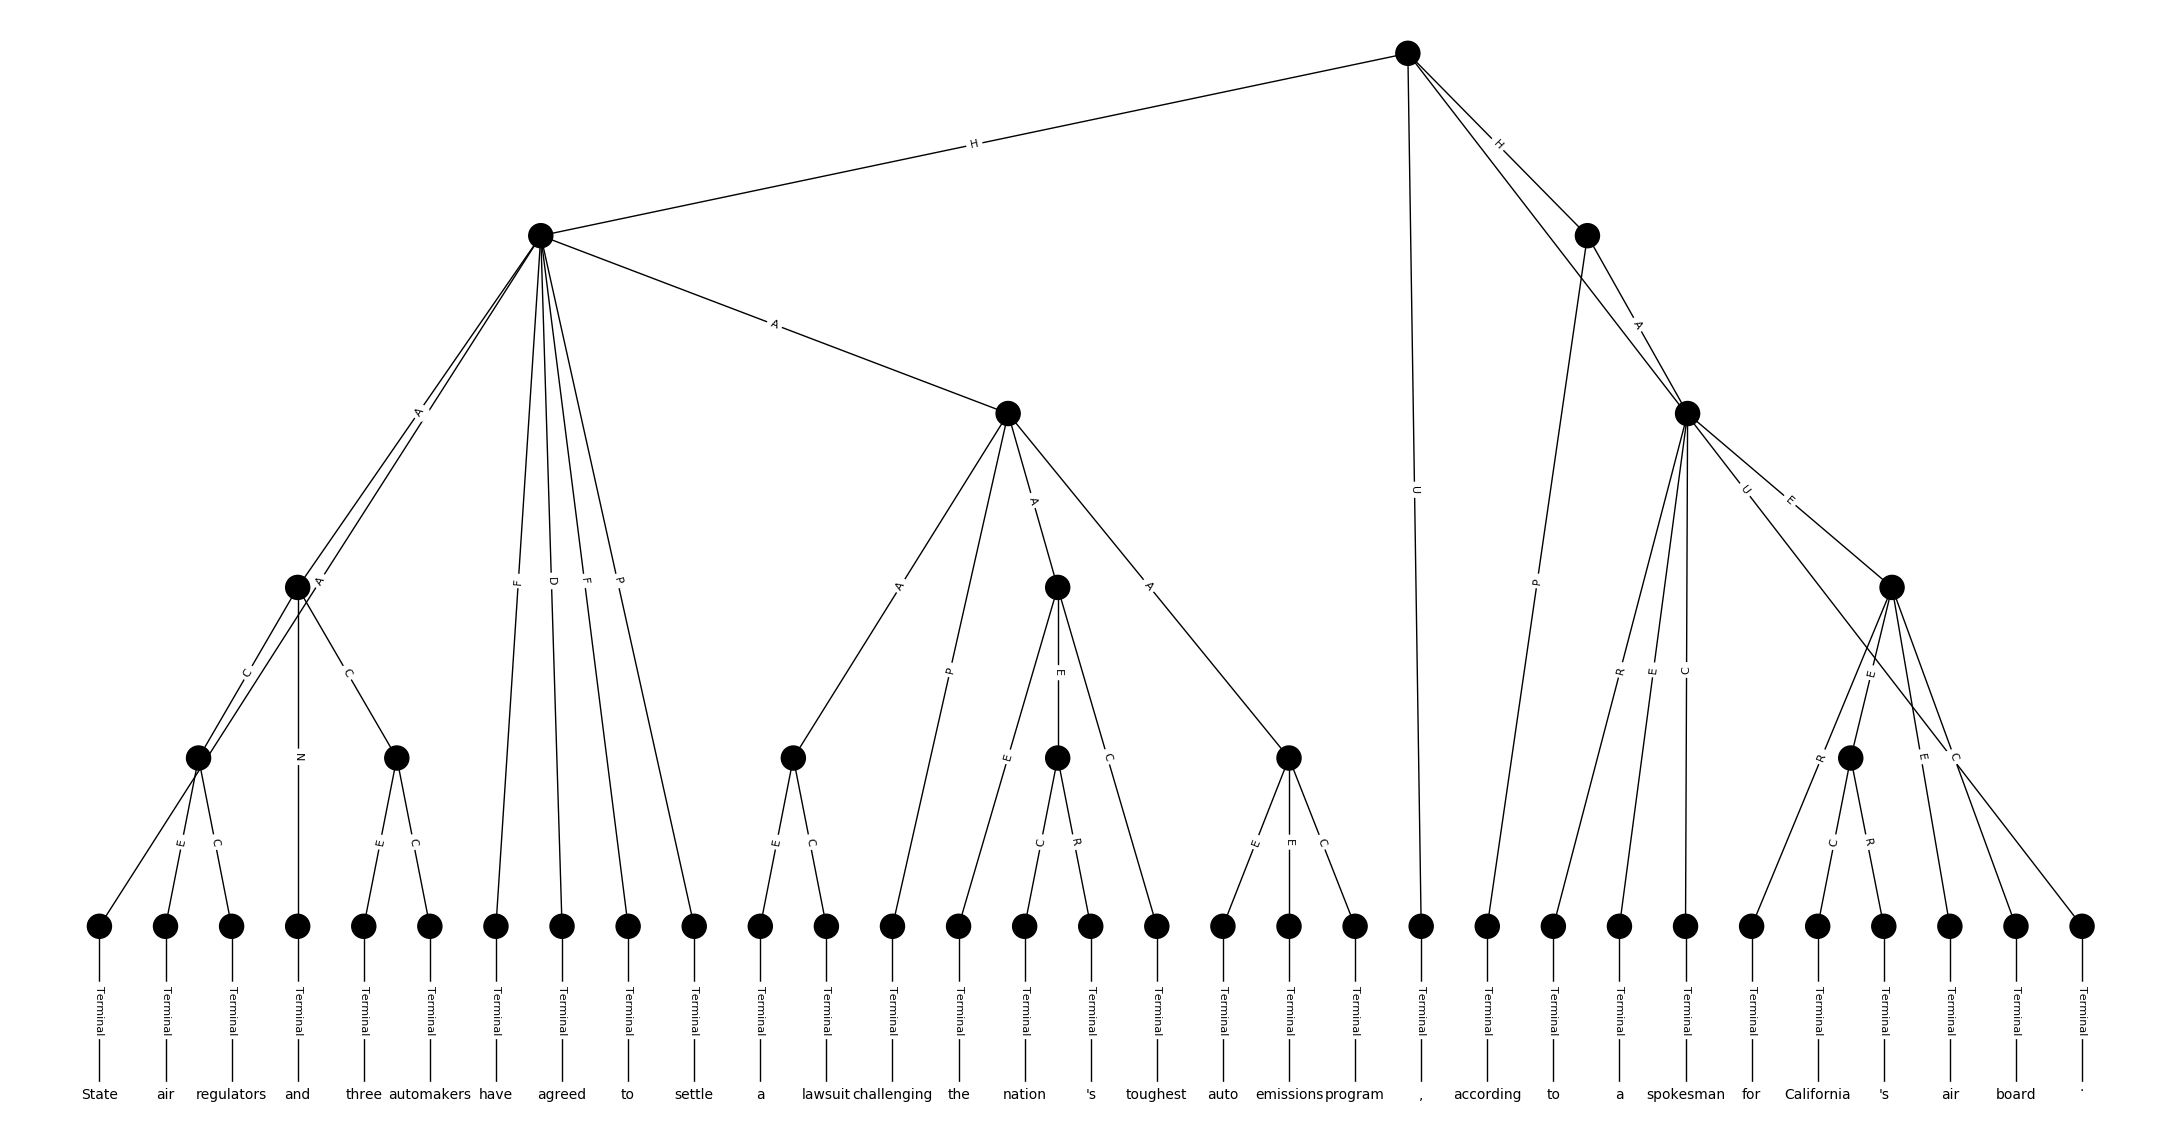 H
H
A
A
A
A
U
U
E
A
F
D
F
P
A
P
A
C
C
P
E
R
E
C
E
N
E
C
R
E
C
E
C
E
C
E
C
C
R
E
E
C
C
R
Terminal Terminal Terminal Terminal Terminal Terminal Terminal Terminal Terminal Terminal Terminal Terminal Terminal Terminal Terminal Terminal Terminal Terminal Terminal Terminal Terminal Terminal Terminal Terminal Terminal Terminal Terminal Terminal Terminal Terminal Terminal
State air regulators and three automakers have agreed to settle a lawsuit challenging the nation 's toughest auto emissions program , according to a spokesman for California 's air board .